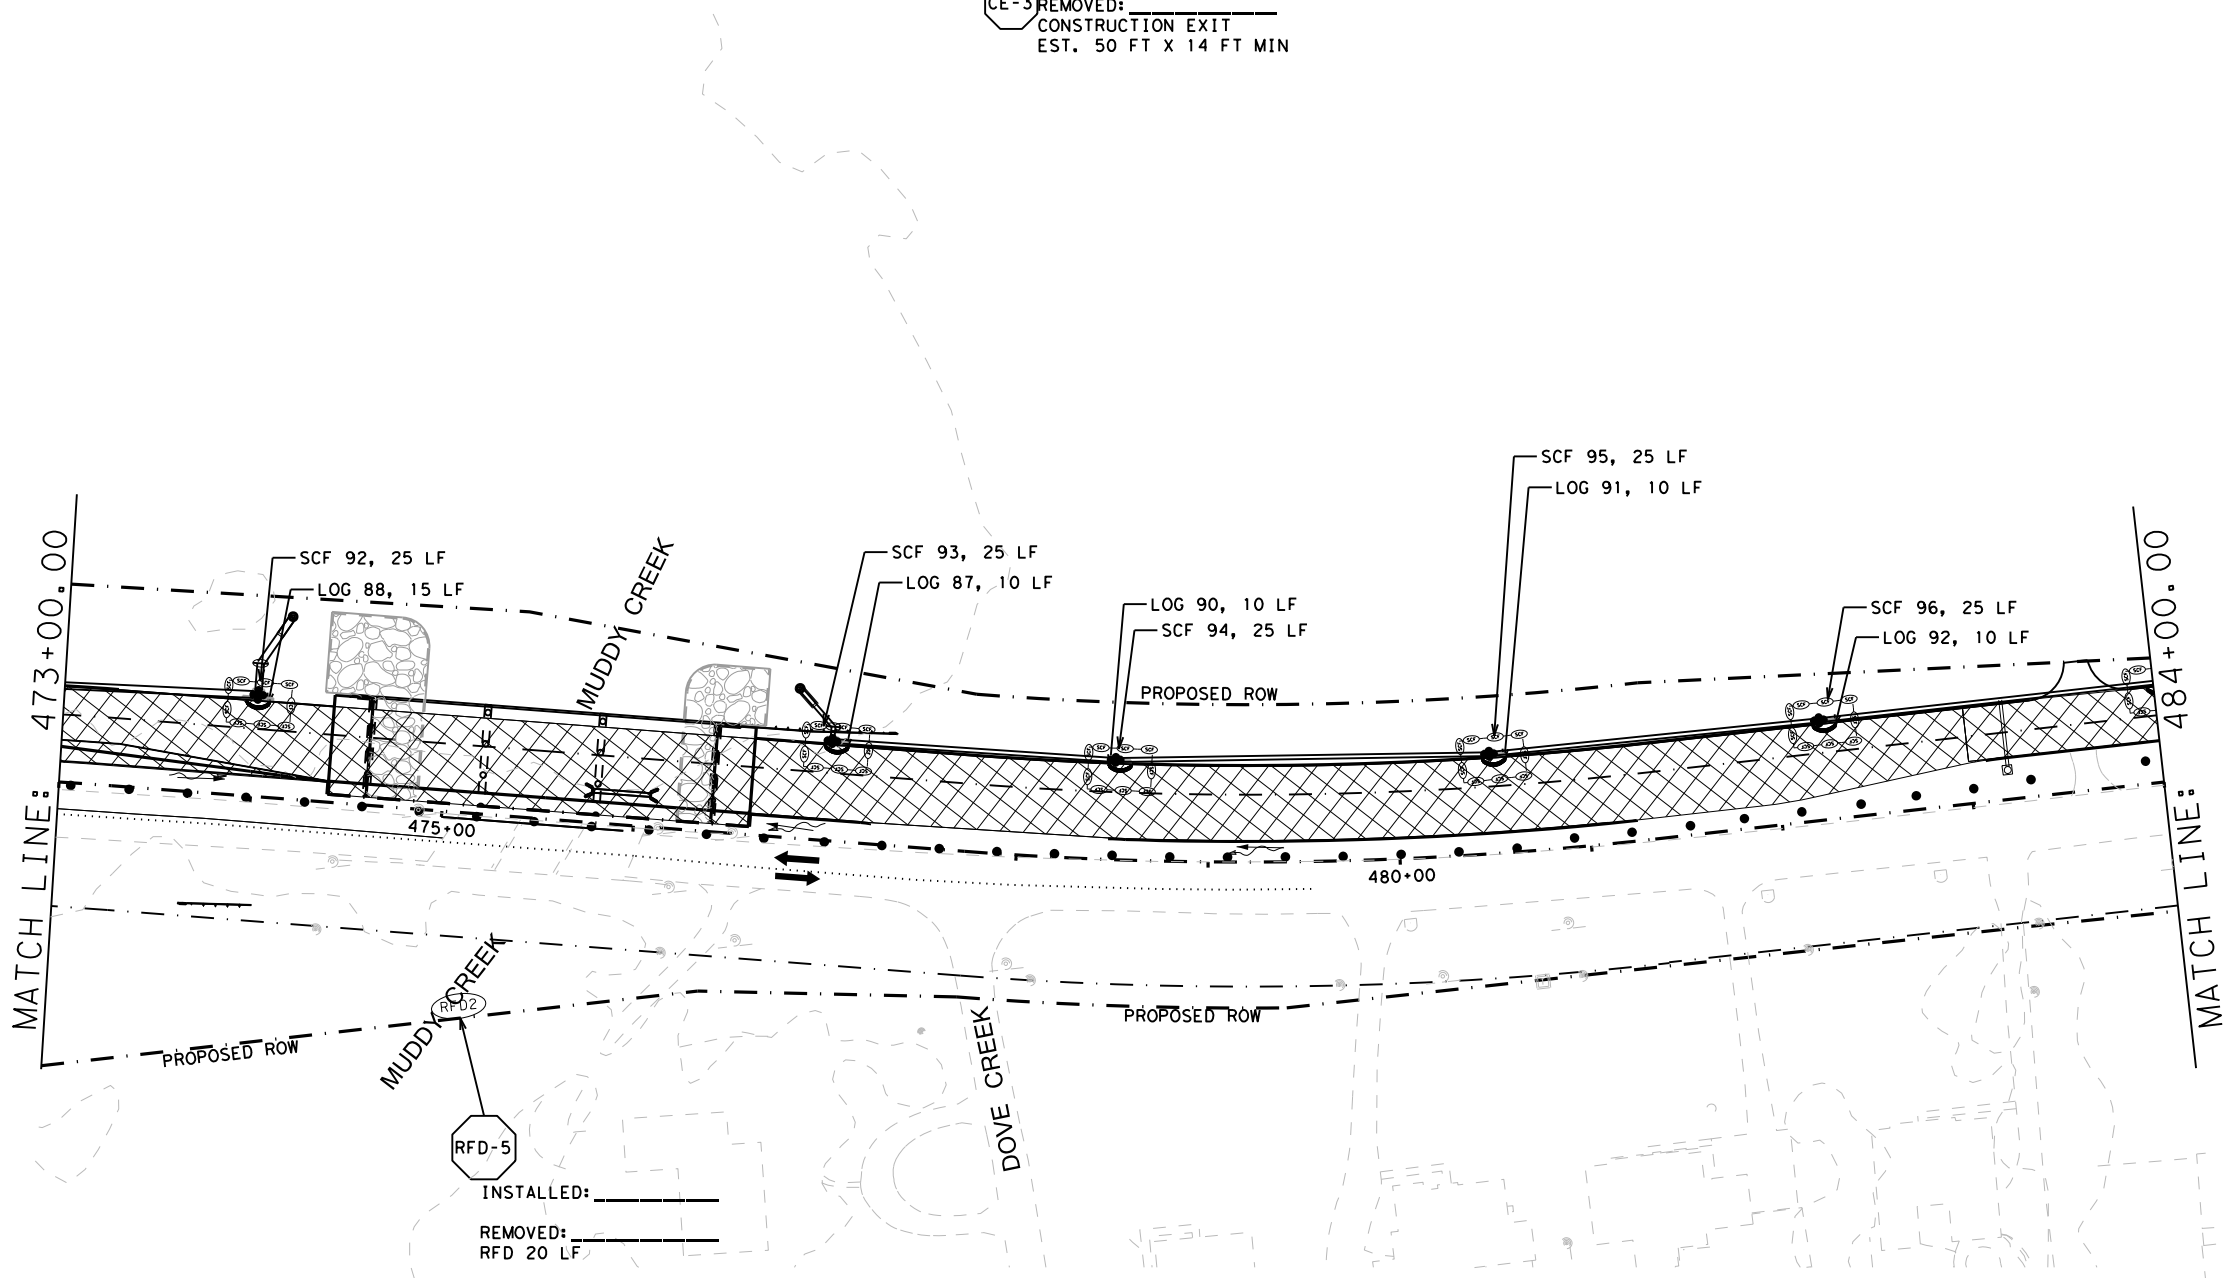 CE-3
REMOVED:
CONSTRUCTION EXIT
EST. 50 FT X 14 FT MIN
SCF 95, 25 LF
LOG 91, 10 LF
MATCH LINE: 473+00.00
SCF 92, 25 LF
LOG 88, 15 LF
MUDDY CREEK
SCF 93, 25 LF
LOG 87, 10 LF
LOG 90, 10 LF
SCF 94, 25 LF
SCF 96, 25 LF
LOG 92, 10 LF
MATCH LINE: 484+00.00
PROPOSED ROW
475+00
480+00
MUDDY CREEK
RFD2
PROPOSED ROW
PROPOSED ROW
DOVE CREEK
RFD-5
INSTALLED:
REMOVED:
RFD 20 LF